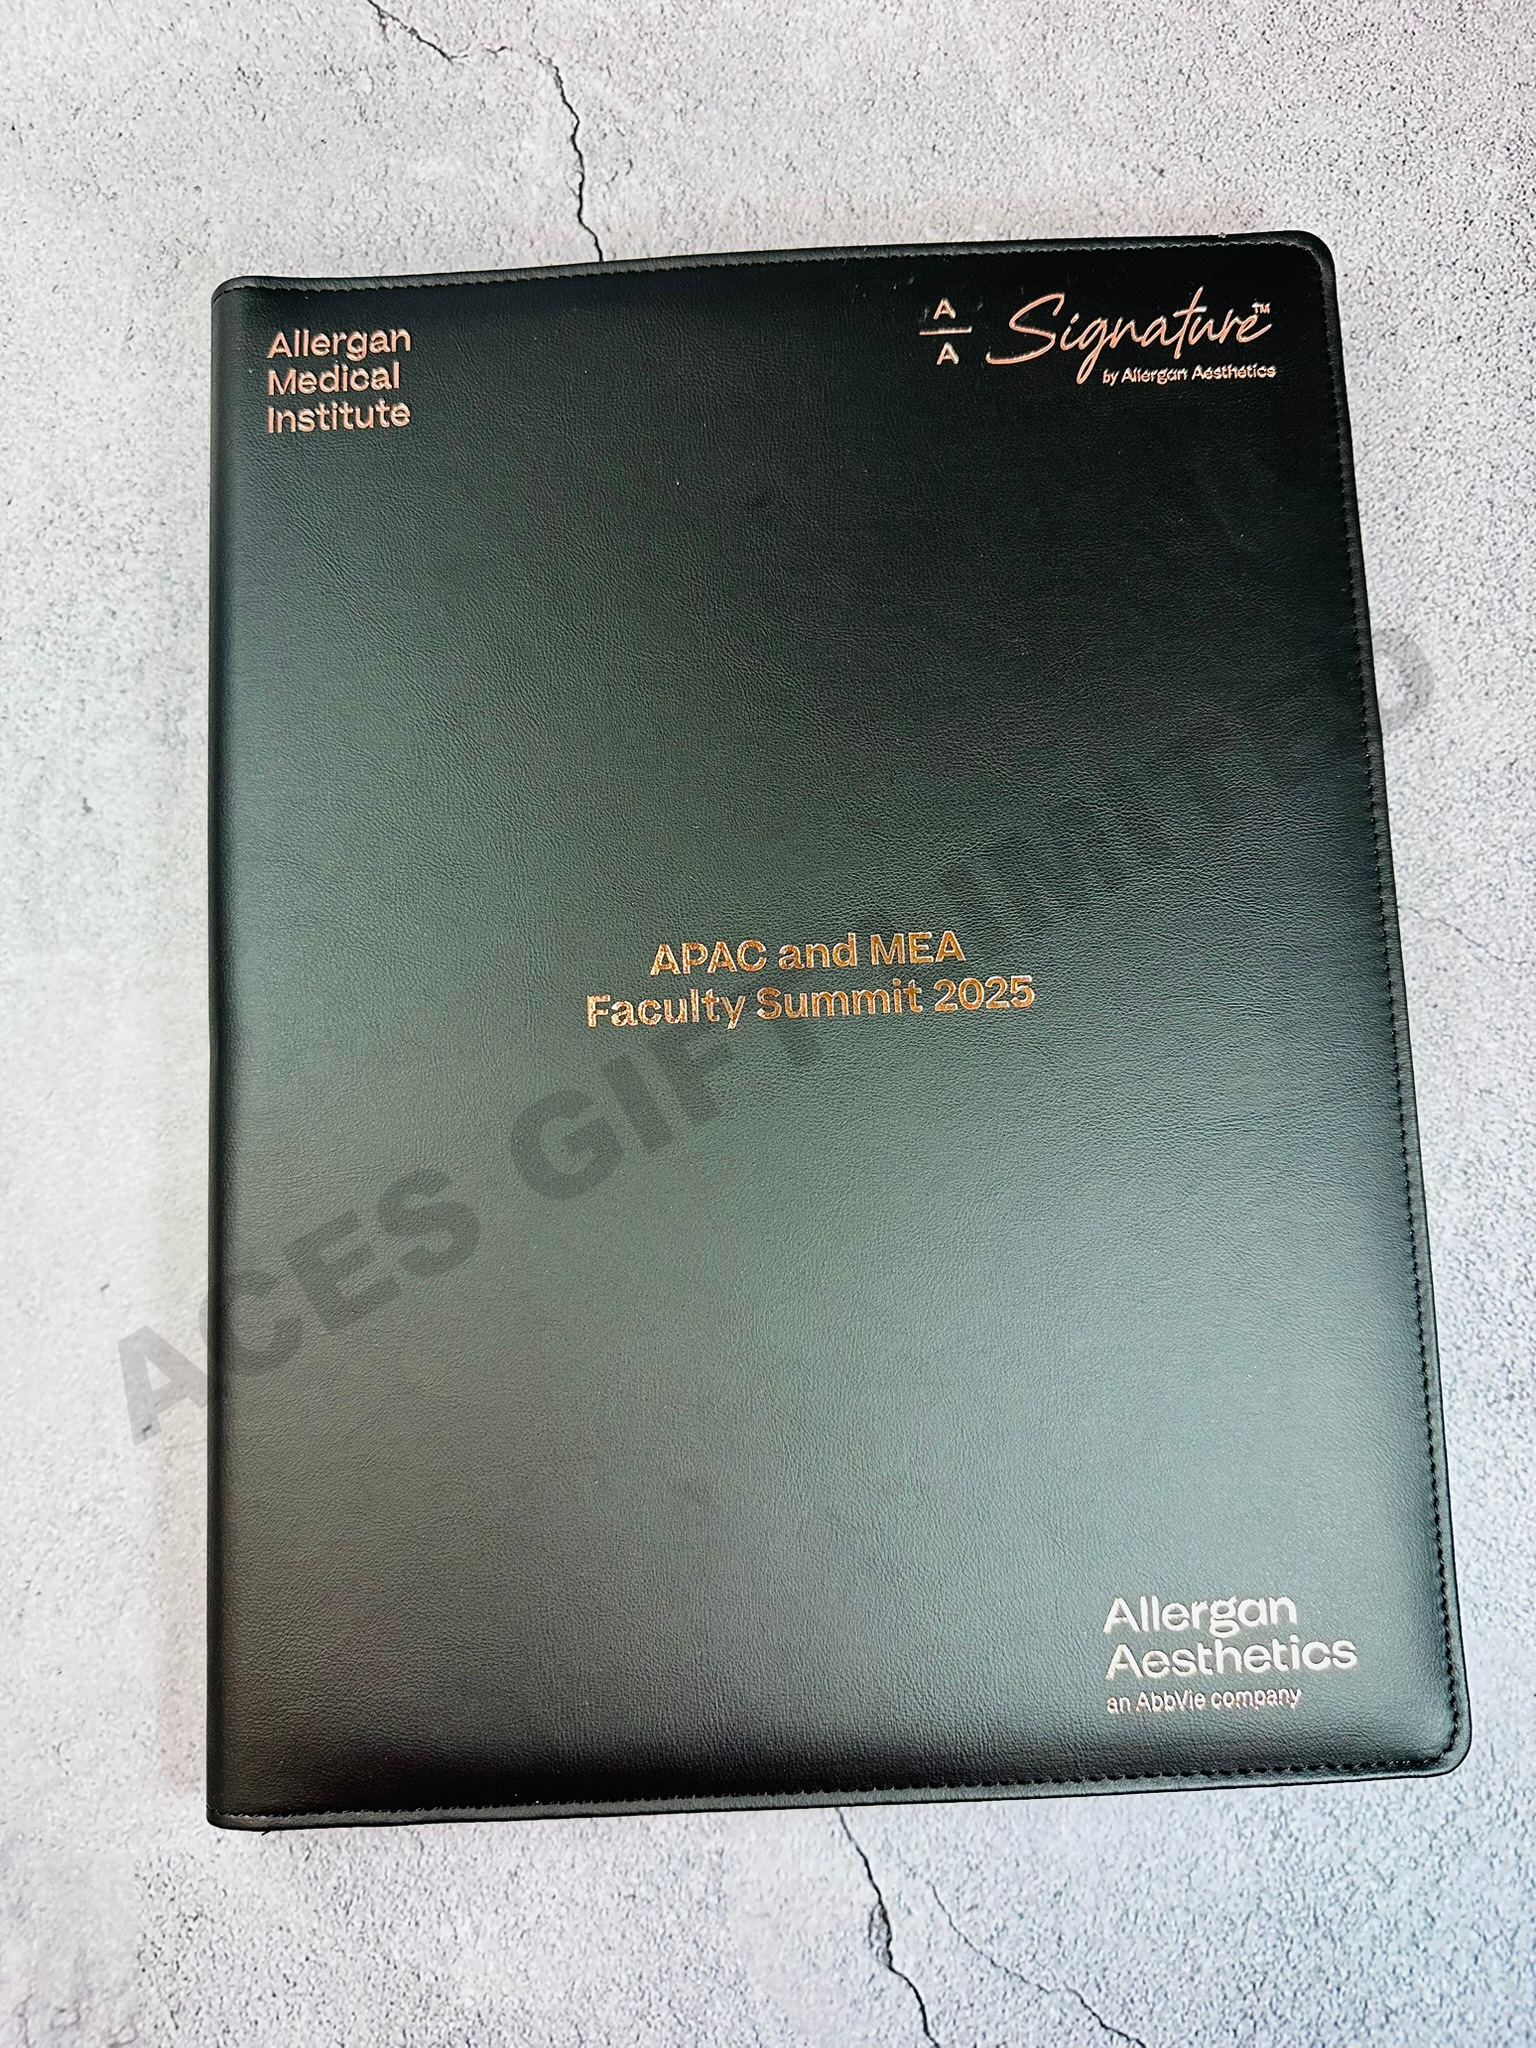 Allergan
Medical
Institute
A
A
Signature™
by Allergan Aesthetics
APAC and MEA
Faculty Summit 2025
ACES GIFT
Allergan
Aesthetics
an AbbVie company